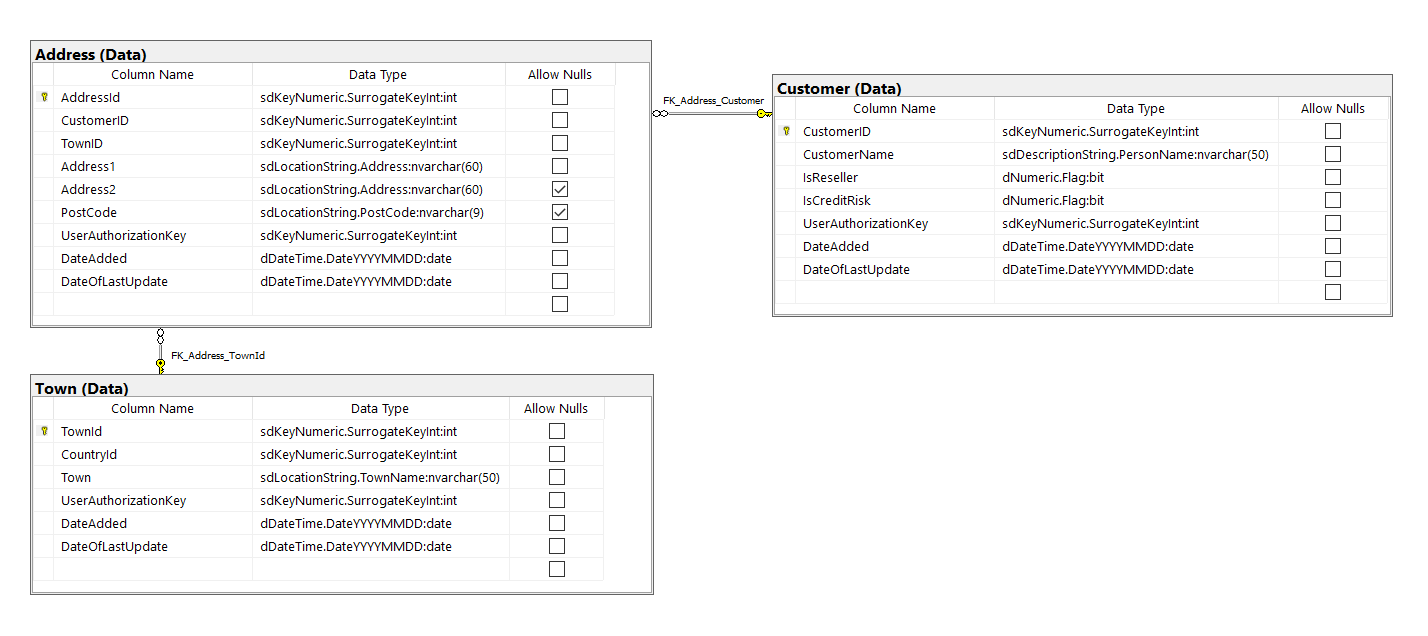 Address (Data)
Column Name Data Type Allow Nulls
AddressId sdKeyNumeric.SurrogateKeyInt:int
CustomerID sdKeyNumeric.SurrogateKeyInt:int
TownID sdKeyNumeric.SurrogateKeyInt:int
Address1 sdLocationString.Address:nvarchar(60)
Address2 sdLocationString.Address:nvarchar(60)
PostCode sdLocationString.PostCode:nvarchar(9)
UserAuthorizationKey sdKeyNumeric.SurrogateKeyInt:int
DateAdded dDateTime.DateYYYYMMDD:date
DateOfLastUpdate dDateTime.DateYYYYMMDD:date
FK_Address_Customer
Customer (Data)
Column Name Data Type Allow Nulls
CustomerID sdKeyNumeric.SurrogateKeyInt:int
CustomerName sdDescriptionString.PersonName:nvarchar(50)
IsReseller dNumeric.Flag:bit
IsCreditRisk dNumeric.Flag:bit
UserAuthorizationKey sdKeyNumeric.SurrogateKeyInt:int
DateAdded dDateTime.DateYYYYMMDD:date
DateOfLastUpdate dDateTime.DateYYYYMMDD:date
FK_Address_TownId
Town (Data)
Column Name Data Type Allow Nulls
TownId sdKeyNumeric.SurrogateKeyInt:int
CountryId sdKeyNumeric.SurrogateKeyInt:int
Town sdLocationString.TownName:nvarchar(50)
UserAuthorizationKey sdKeyNumeric.SurrogateKeyInt:int
DateAdded dDateTime.DateYYYYMMDD:date
DateOfLastUpdate dDateTime.DateYYYYMMDD:date